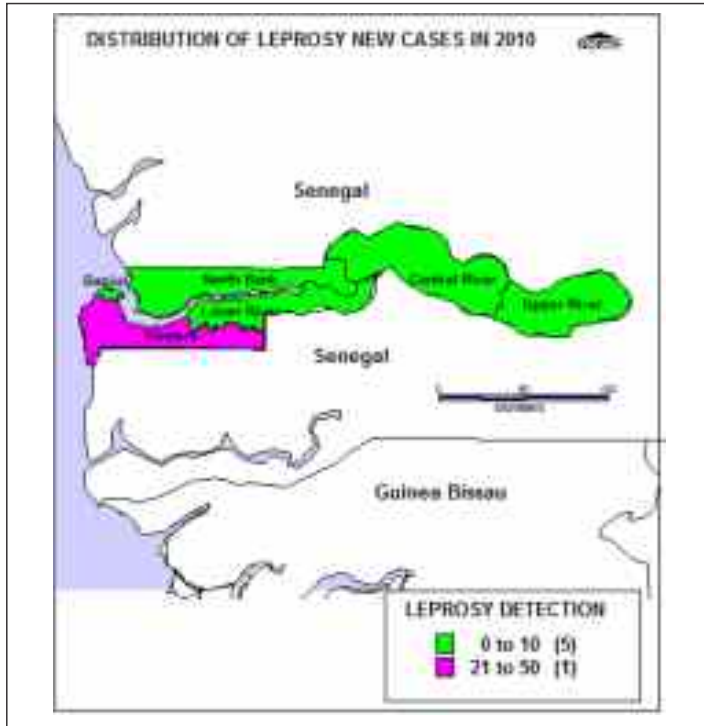 DISTRIBUTION OF LEPROSY NEW CASES IN 2010
Senegal
Banjul
North Bank
Central River
Lower River
Upper River
Senegal
Guinea Bissau
LEPROSY DETECTION
0 to 10 (5)
21 to 50 (1)